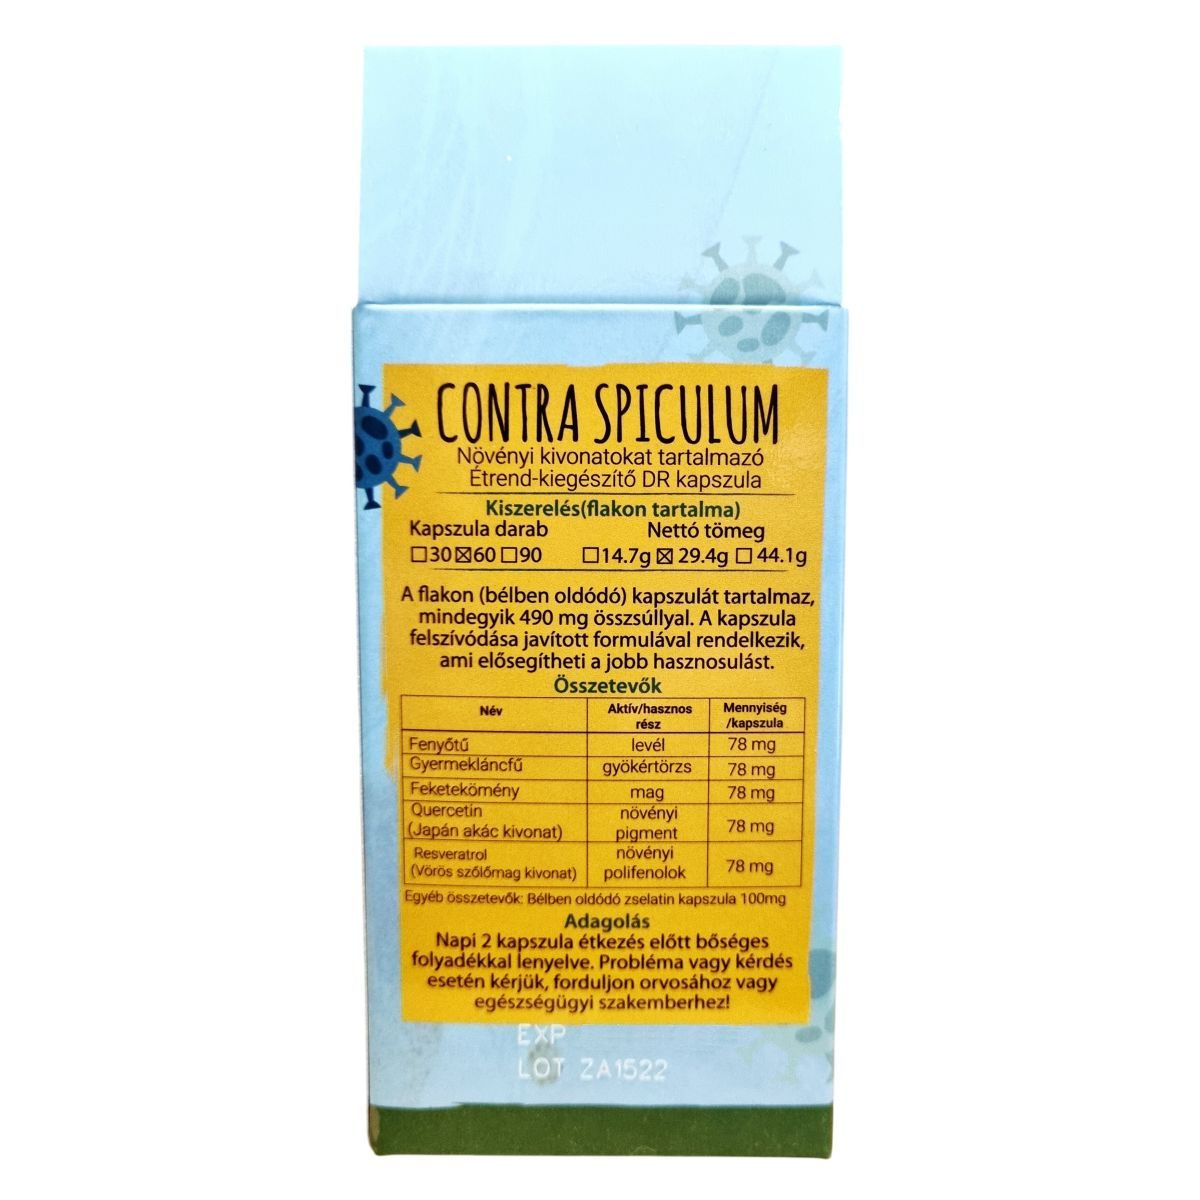 CONTRA SPICULUM
Növényi kivonatokat tartalmazó
Étrend-kiegészítő DR kapszula
Kiszerelés(flakon tartalma)
Kapszula darab Nettó tömeg
☐30☒60☐90 ☐14.7g☒29.4g☐44.1g
A flakon (bélben oldódó) kapszulát tartalmaz,
mindegyik 490 mg összsúllyal. A kapszula
felszívódása javított formulával rendelkezik,
ami elősegítheti a jobb hasznosulást.
Összetevők
Név Aktív/hasznos rész Mennyiség /kapszula
Fenyőtű levél 78 mg
Gyermekláncfű gyökértörzs 78 mg
Feketekömény mag 78 mg
Quercetin növényi
(Japán akác kivonat) pigment 78 mg
Resveratrol növényi
(Vörös szőlőmag kivonat) polifenolok 78 mg
Egyéb összetevők: Bélben oldódó zselatin kapszula 100mg
Adagolás
Napi 2 kapszula étkezés előtt bőséges
folyadékkal lenyelve. Probléma vagy kérdés
esetén kérjük, forduljon orvosához vagy
egészségügyi szakemberhez!
EXP
LOT ZA1522